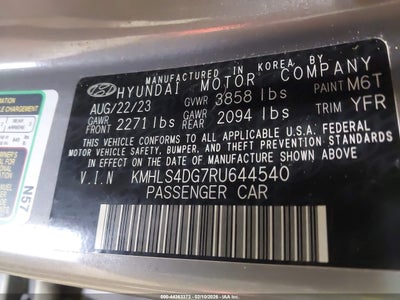 MANUFACTURED IN KOREA. BY
HYUNDAI MOTOR COMPANY
AUG/22/23 GVWR 3858 lbs PAINT M6T
GAWR FRONT 2271 lbs GAWR REAR 2094 lbs TRIM YFR
THIS VEHICLE CONFORMS TO ALL APPLICABLE U.S.A. FEDERAL
MOTOR VEHICLE SAFETY, BUMPER, AND THEFT PREVENTION
STANDARDS IN EFFECT ON THE DATE OF MANUFACTURE SHOWN ABOVE.
V.I.N KMHLS4DG7RU644540
PASSENGER CAR
N57